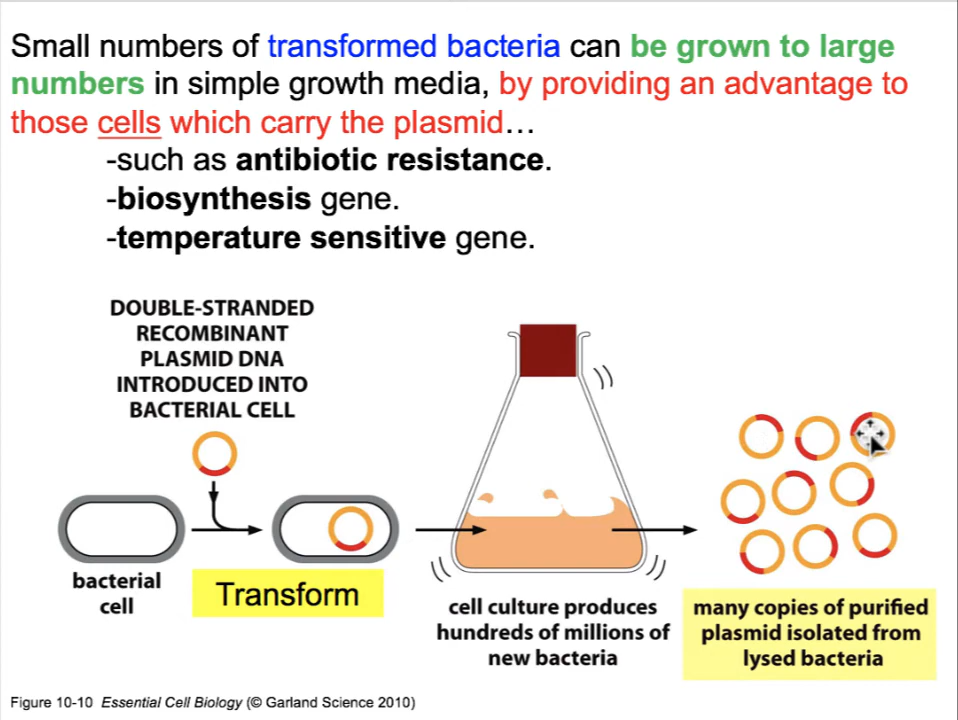 Small numbers of transformed bacteria can be grown to large
numbers in simple growth media, by providing an advantage to
those cells which carry the plasmid…
-such as antibiotic resistance.
-biosynthesis gene.
-temperature sensitive gene.
DOUBLE-STRANDED
RECOMBINANT
PLASMID DNA
INTRODUCED INTO
BACTERIAL CELL
bacterial
cell
Transform
cell culture produces
hundreds of millions of
new bacteria
many copies of purified
plasmid isolated from
lysed bacteria
Figure 10-10 Essential Cell Biology (© Garland Science 2010)